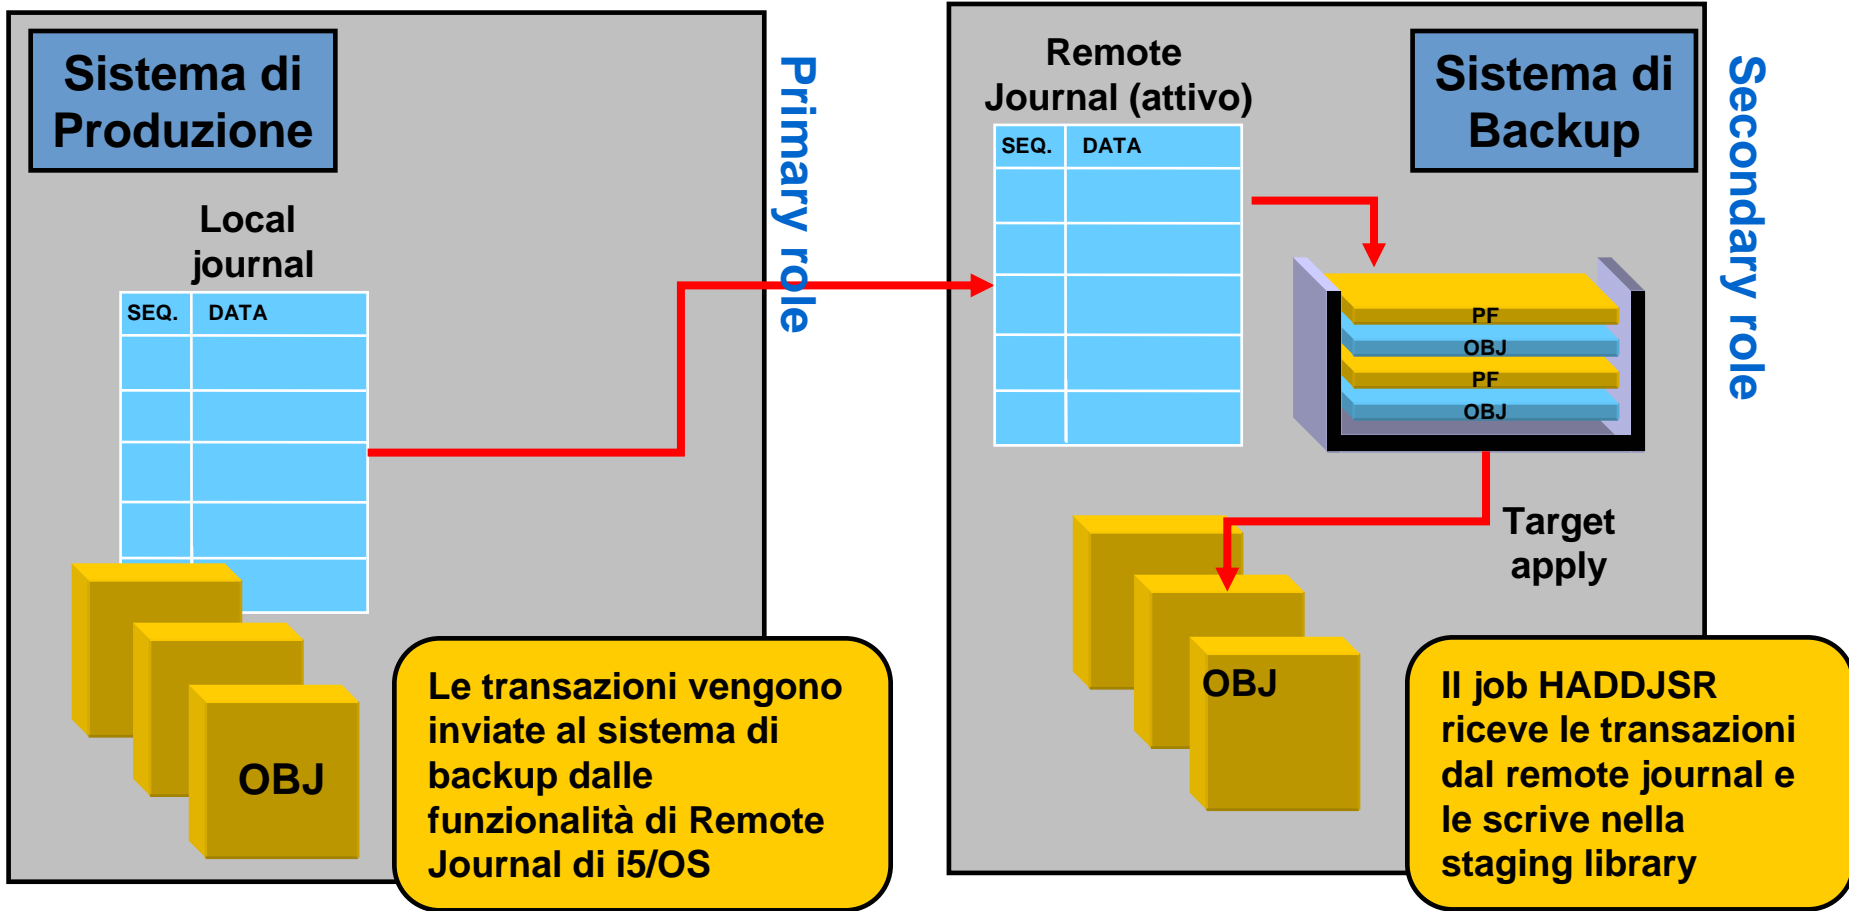 Sistema di
Produzione
Primary role
Local
journal
SEQ. DATA
OBJ
Le transazioni vengono
inviate al sistema di
backup dalle
funzionalità di Remote
Journal di i5/OS
Remote
Journal (attivo)
SEQ. DATA
Sistema di
Backup
Secondary role
PF
OBJ
PF
OBJ
Target
apply
OBJ
Il job HADDJSR
riceve le transazioni
dal remote journal e
le scrive nella
staging library